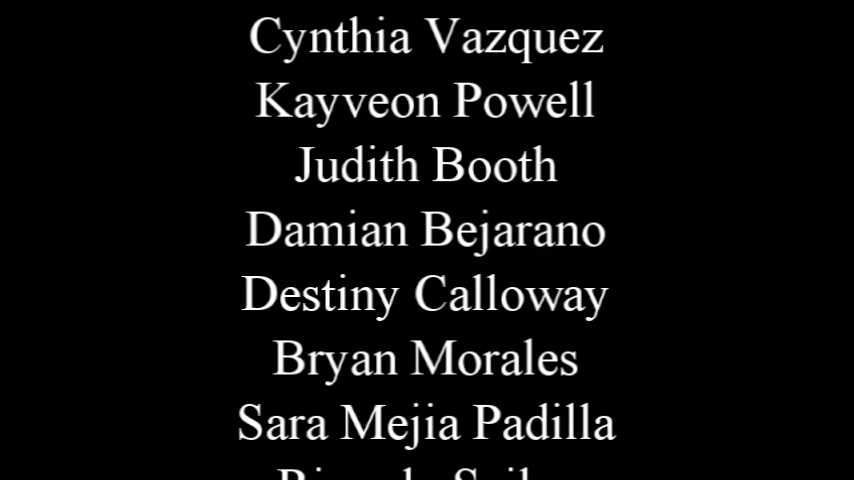 Cynthia Vazquez
Kayveon Powell
Judith Booth
Damian Bejarano
Destiny Calloway
Bryan Morales
Sara Mejia Padilla